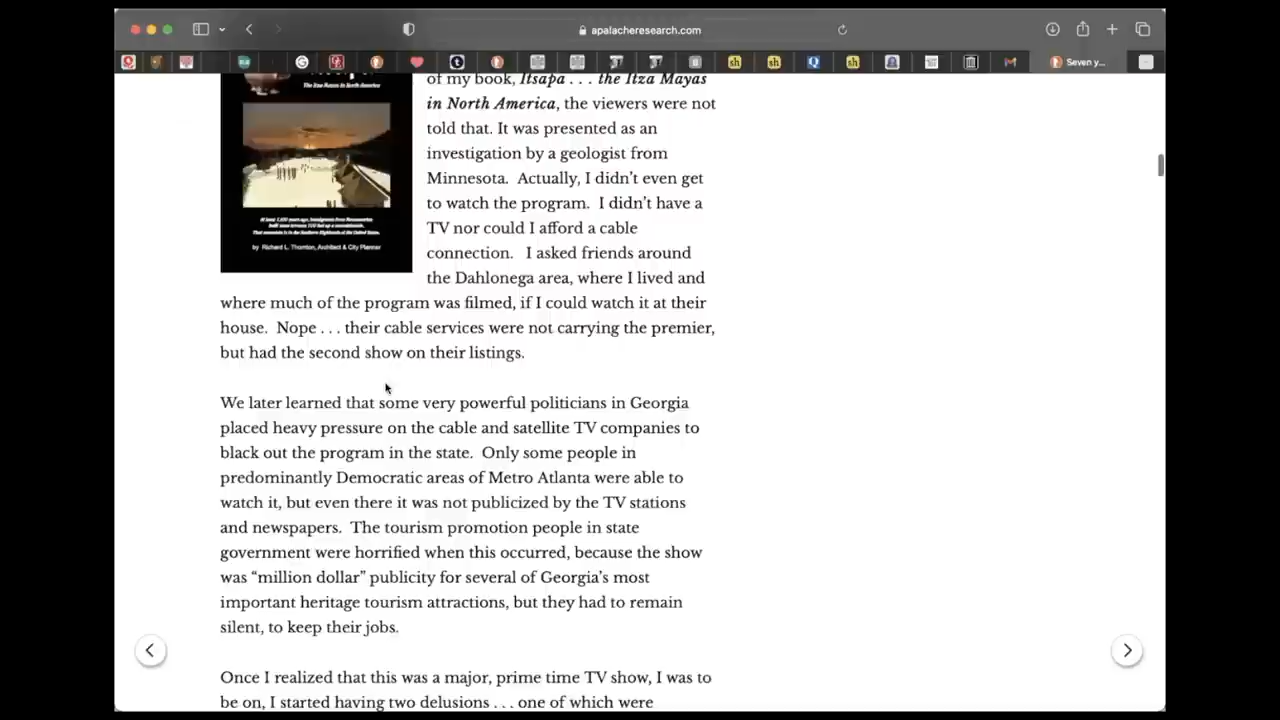 apalacheresearch.com
Seven y...
of my book, Itsapa . . . the Itza Mayas
in North America, the viewers were not
told that. It was presented as an
investigation by a geologist from
Minnesota. Actually, I didn’t even get
to watch the program. I didn’t have a
TV nor could I afford a cable
connection. I asked friends around
the Dahlonega area, where I lived and
The Itza Mayas in North America
by Richard L. Thornton, Architect & City Planner
where much of the program was filmed, if I could watch it at their
house. Nope . . . their cable services were not carrying the premier,
but had the second show on their listings.
We later learned that some very powerful politicians in Georgia
placed heavy pressure on the cable and satellite TV companies to
black out the program in the state. Only some people in
predominantly Democratic areas of Metro Atlanta were able to
watch it, but even there it was not publicized by the TV stations
and newspapers. The tourism promotion people in state
government were horrified when this occurred, because the show
was “million dollar” publicity for several of Georgia’s most
important heritage tourism attractions, but they had to remain
silent, to keep their jobs.
Once I realized that this was a major, prime time TV show, I was to
be on, I started having two delusions . . . one of which were